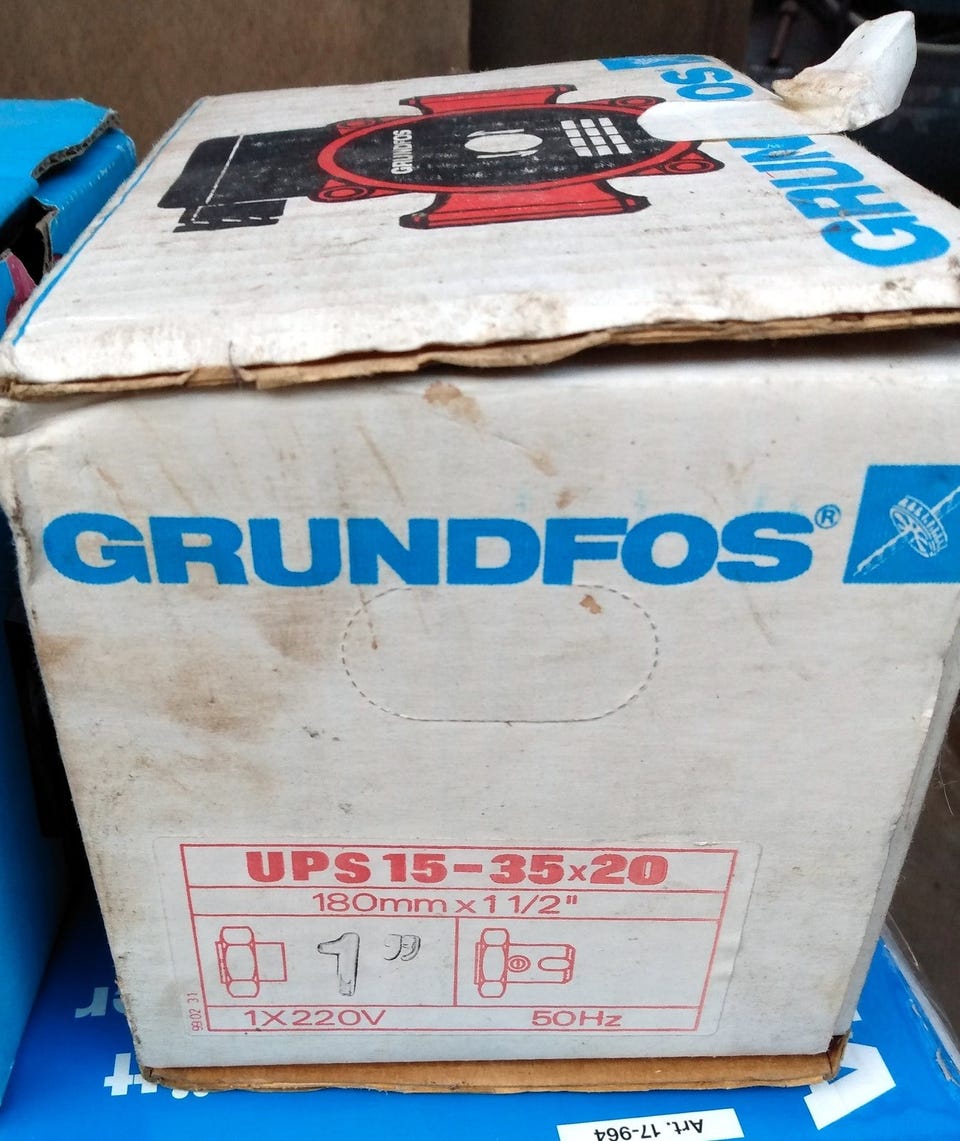 GRUNDFOS
GRUNDFOS
GRUNDFOS®
UPS 15-35x20
180mm x 1 1/2"
1"
1X220V 50Hz
99 02 31
Art. 17-964